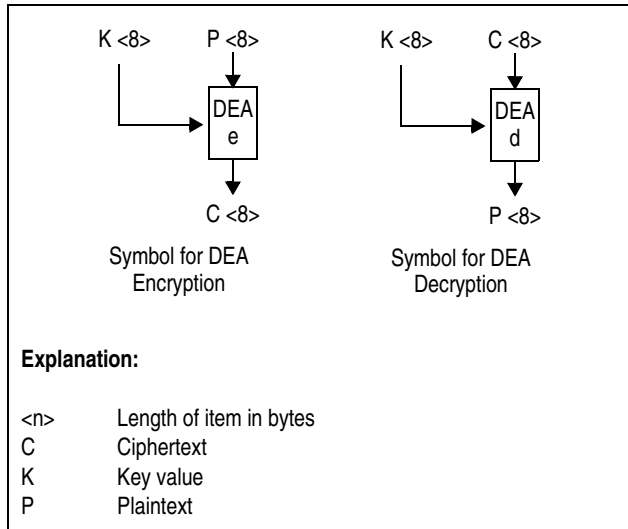 K <8> P <8> K <8> C <8>
DEA DEA
e d
C <8> P <8>
Symbol for DEA Symbol for DEA
Encryption Decryption
Explanation:
<n> Length of item in bytes
C Ciphertext
K Key value
P Plaintext